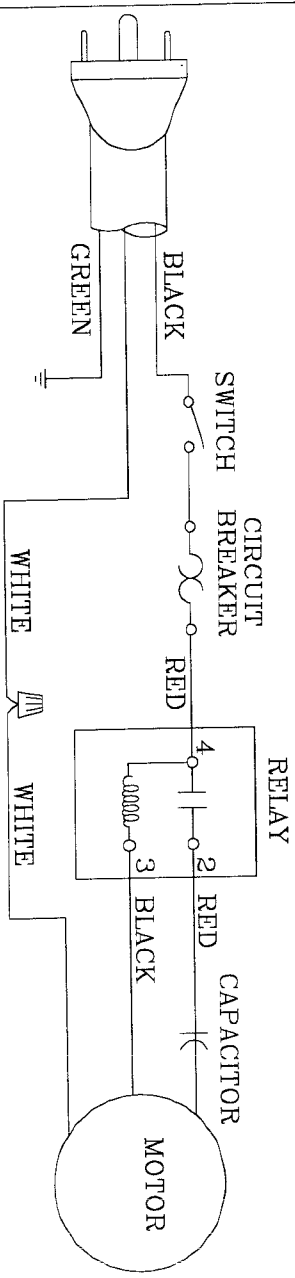 BLACK
GREEN
SWITCH
CIRCUIT
BREAKER
RED
WHITE
WHITE
RELAY
4
2
3
RED
BLACK
CAPACITOR
MOTOR